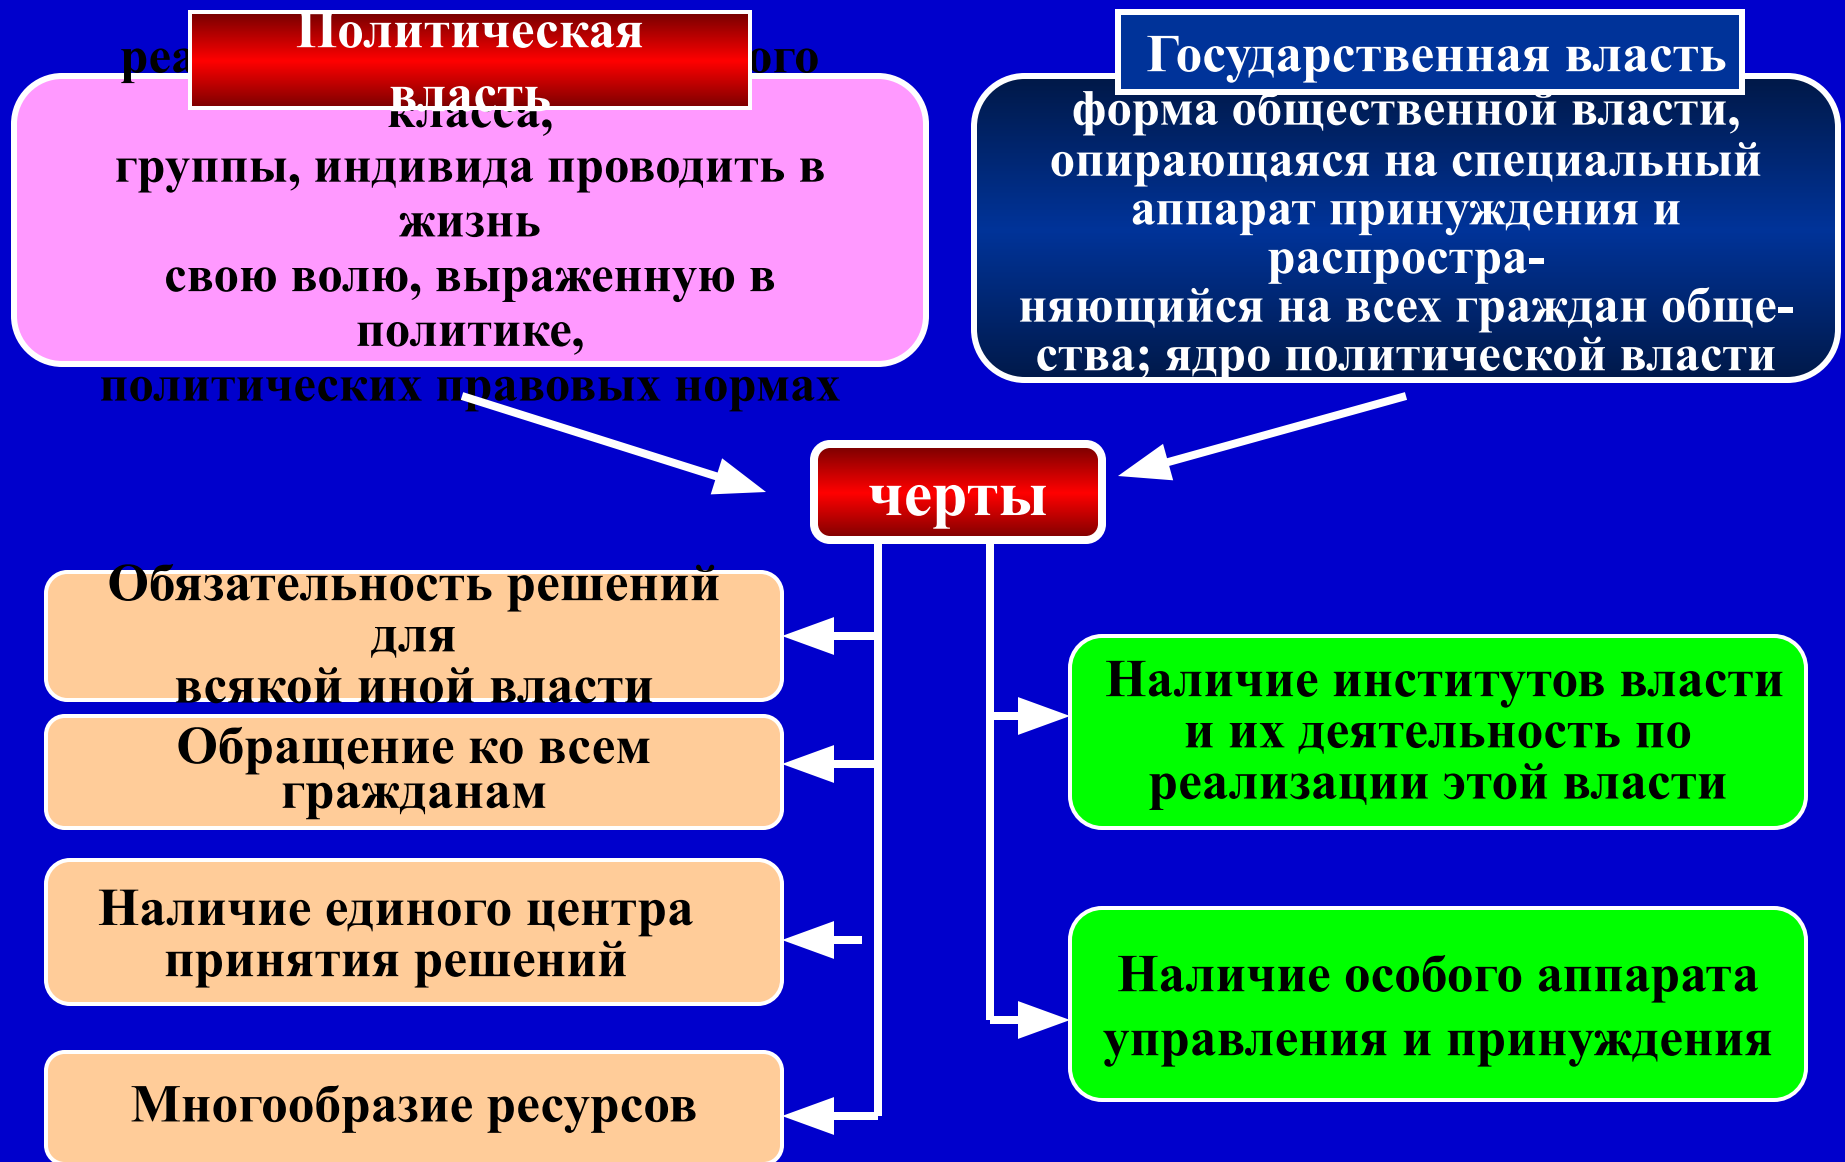 Политическая
власть
класса,
группы, индивида проводить в
жизнь
свою волю, выраженную в
политике,
политических правовых нормах
Государственная власть
форма общественной власти,
опирающаяся на специальный
аппарат принуждения и
распростра-
няющийся на всех граждан обще-
ства; ядро политической власти
черты
Обязательность решений
для
всякой иной власти
Обращение ко всем
гражданам
Наличие единого центра
принятия решений
Многообразие ресурсов
Наличие институтов власти
и их деятельность по
реализации этой власти
Наличие особого аппарата
управления и принуждения